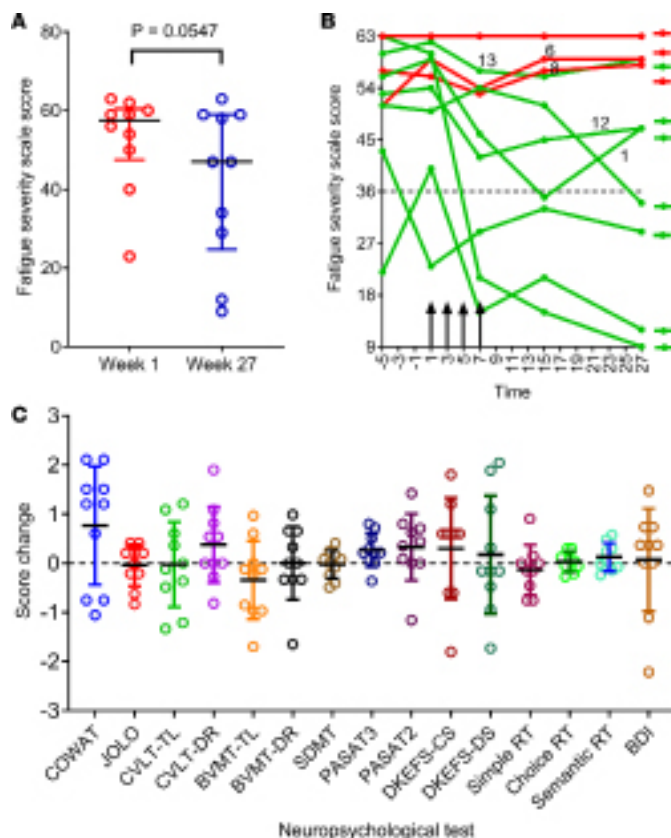 A
P = 0.0547
Fatigue severity scale score
80
60
40
20
0
Week 1
Week 27
B
Fatigue severity scale score
63
54
45
36
27
18
9
13
6
8
12
1
-5
-3
-1
1
3
5
7
9
11
13
15
17
19
21
23
25
27
Time
C
Score change
3
2
1
0
-1
-2
-3
COWAT
JOLO
CVLT-TL
CVLT-DR
BVMT-TL
BVMT-DR
SDMT
PASAT3
PASAT2
DKEFS-CS
DKEFS-DS
Simple RT
Choice RT
Semantic RT
BDI
Neuropsychological test